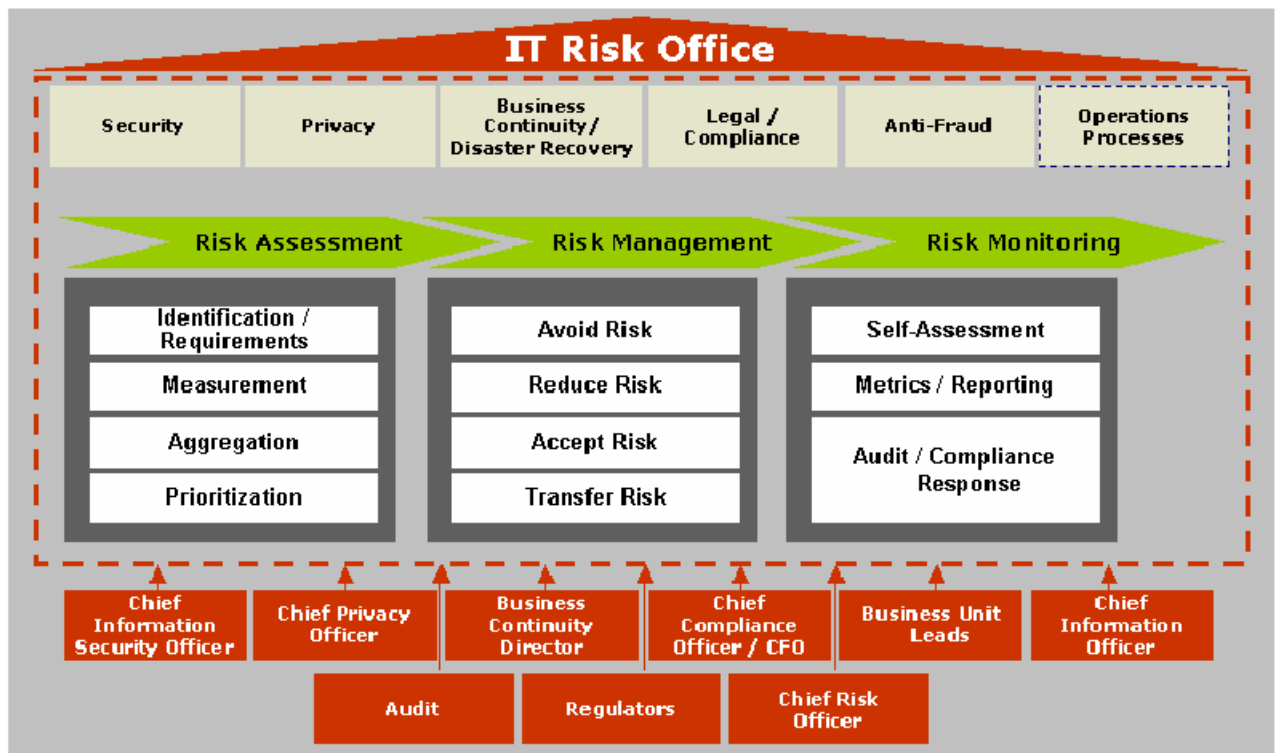 IT Risk Office
Security
Privacy
Business
Continuity/
Disaster Recovery
Legal /
Compliance
Anti-Fraud
Operations
Processes
Risk Assessment
Risk Management
Risk Monitoring
Identification /
Requirements
Measurement
Aggregation
Prioritization
Avoid Risk
Reduce Risk
Accept Risk
Transfer Risk
Self-Assessment
Metrics / Reporting
Audit / Compliance
Response
Chief
Information
Security Officer
Chief Privacy
Officer
Business
Continuity
Director
Chief
Compliance
Officer / CFO
Business Unit
Leads
Chief
Information
Officer
Audit
Regulators
Chief Risk
Officer